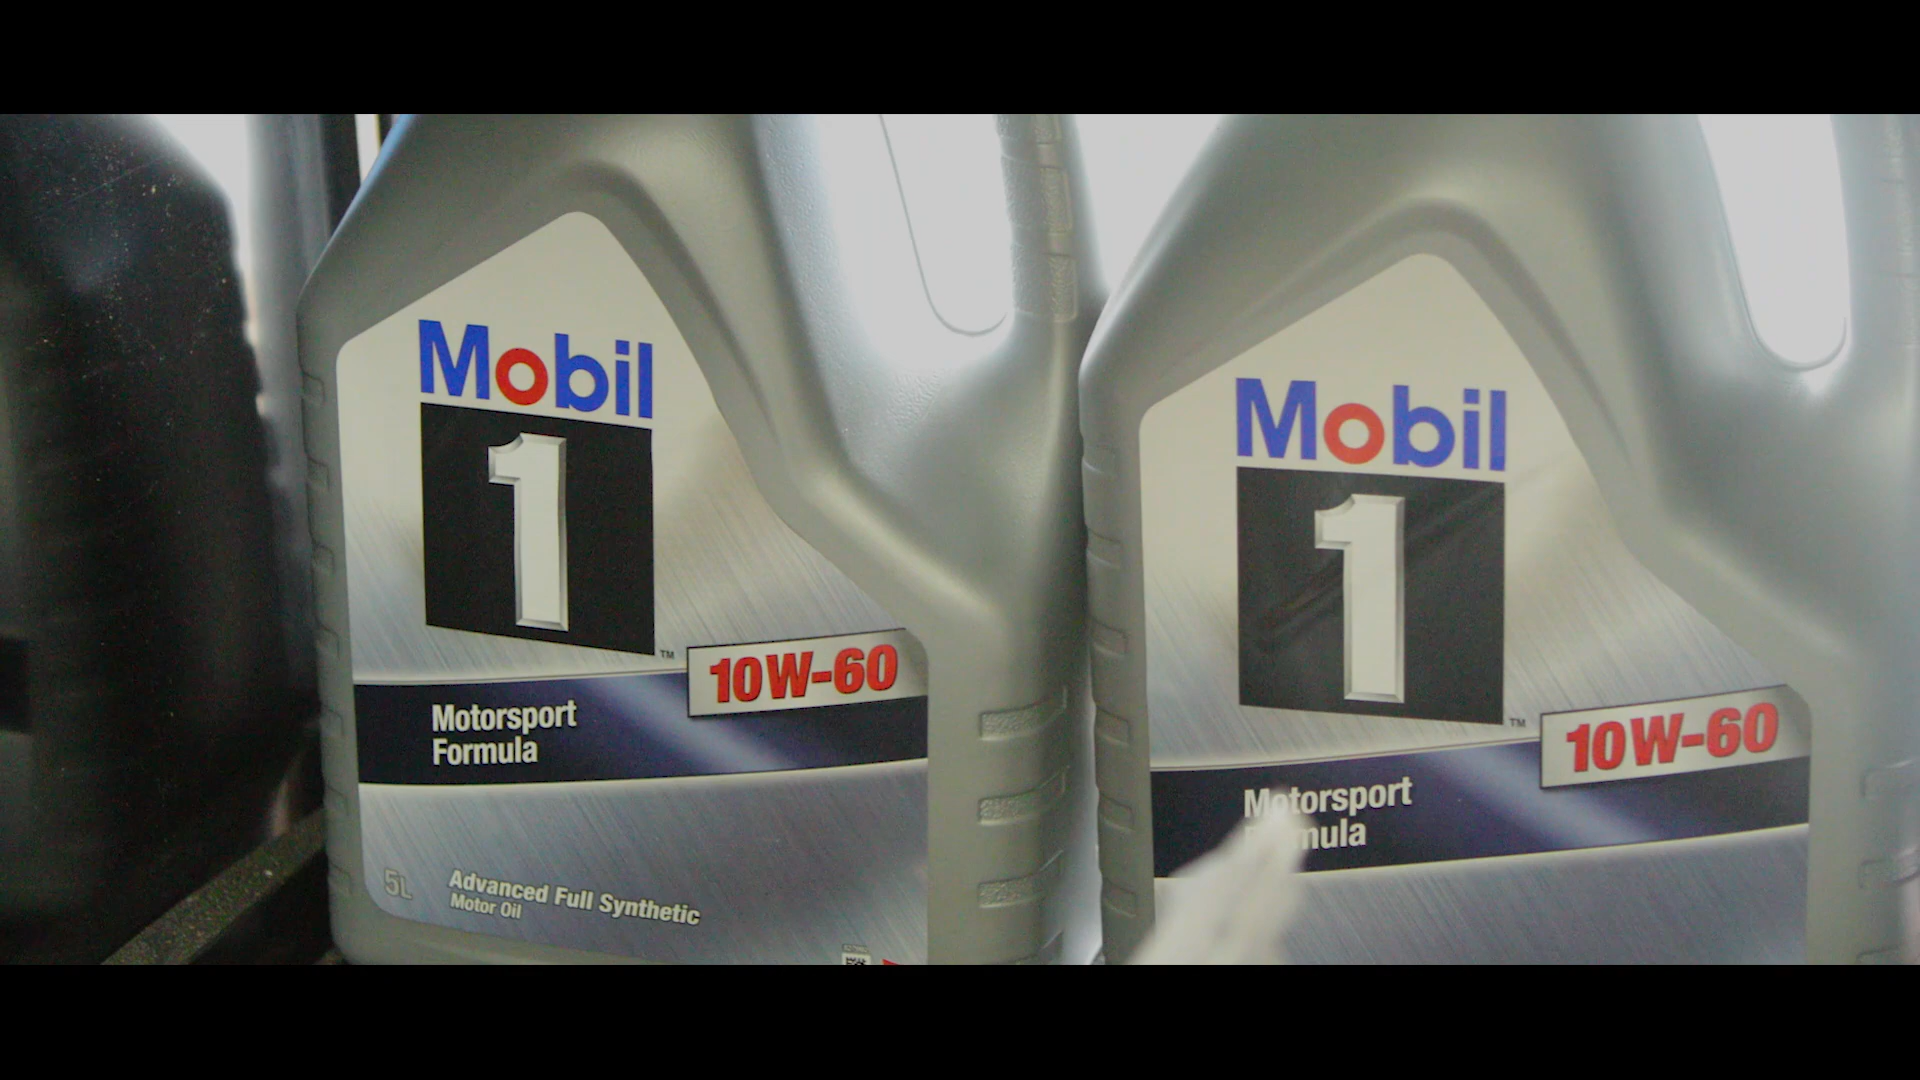 Mobil
1
TM
10W-60
Motorsport
Formula
5L
Advanced Full Synthetic
Motor Oil
Mobil
1
TM
10W-60
Motorsport
mula